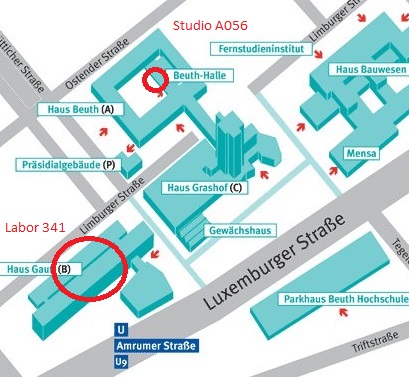 Studio A056
Limburger Straße
Ostender Straße
Fernstudieninstitut
Beuth-Halle
Haus Bauwesen
Haus Beuth (A)
Mensa
Präsidialgebäude (P)
Haus Grashof (C)
Limburger Straße
Labor 341
Gewächshaus
Haus Gauß (B)
Luxemburger Straße
Parkhaus Beuth Hochschule
U
Amrumer Straße
U9
Triftstraße